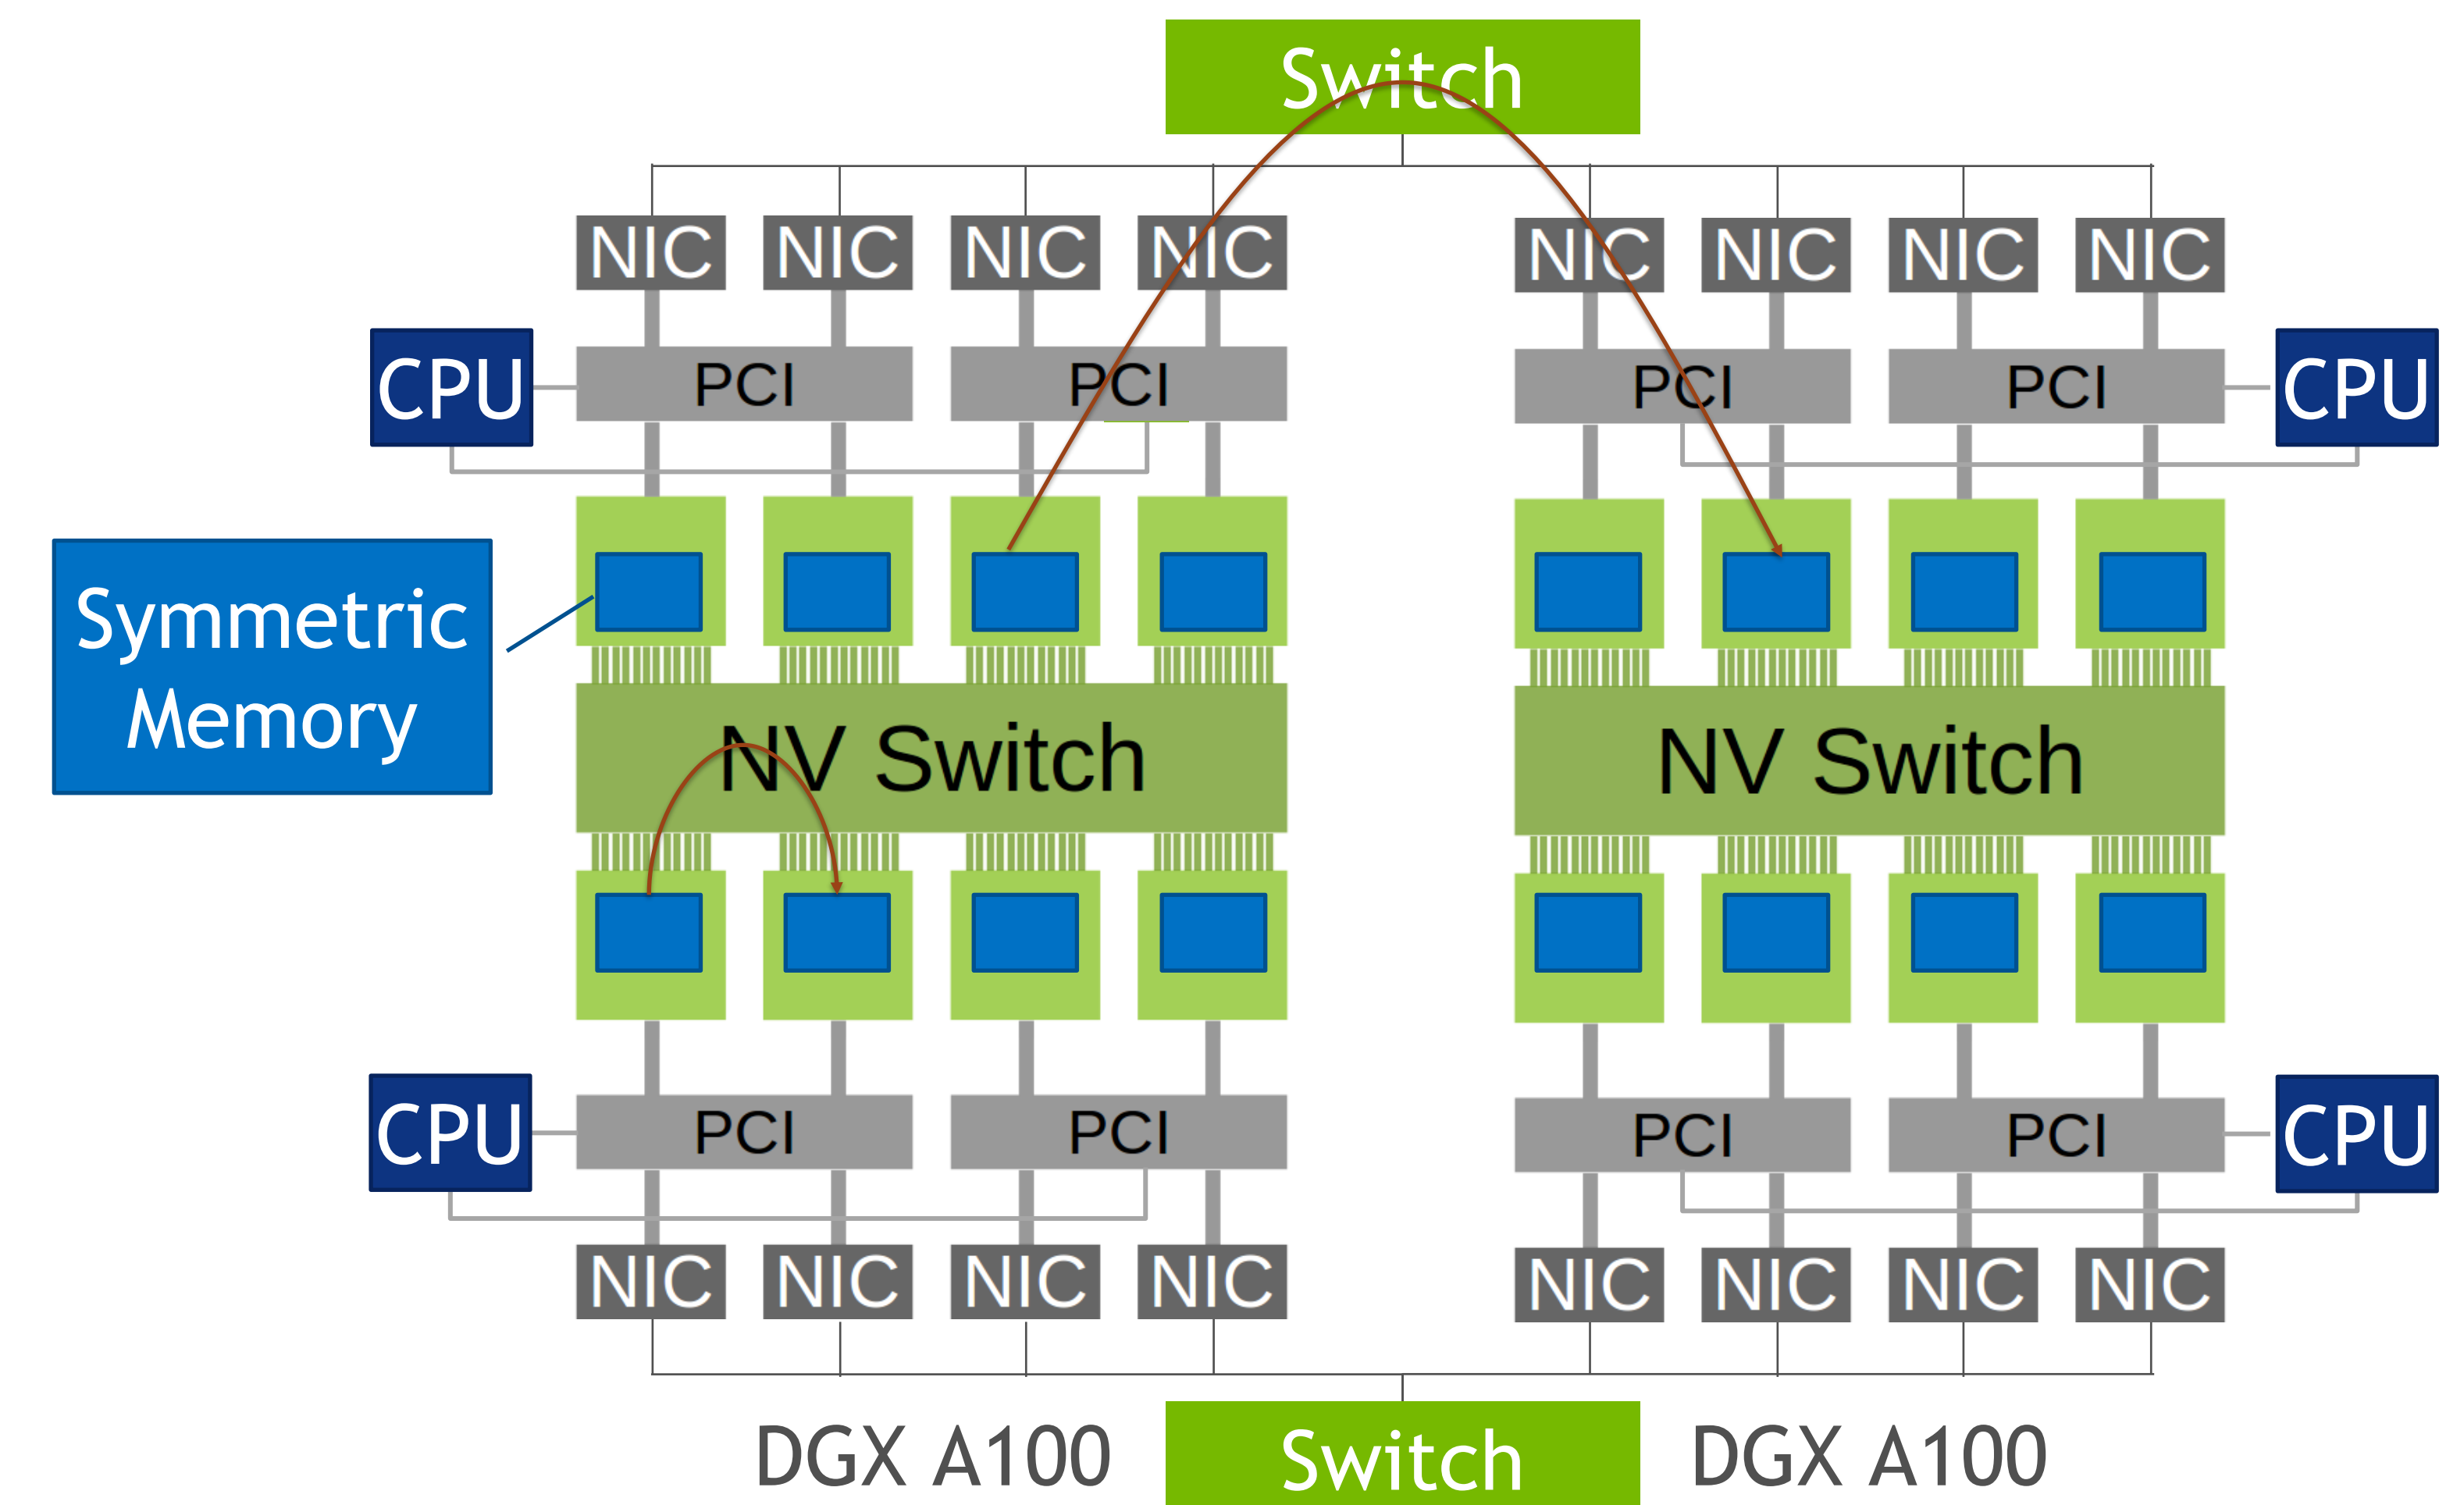 Switch
NIC NIC NIC NIC NIC NIC NIC NIC
CPU PCI PCI PCI PCI CPU
Symmetric
Memory
NV Switch NV Switch
CPU PCI PCI PCI PCI CPU
NIC NIC NIC NIC NIC NIC NIC NIC
DGX A100 Switch DGX A100